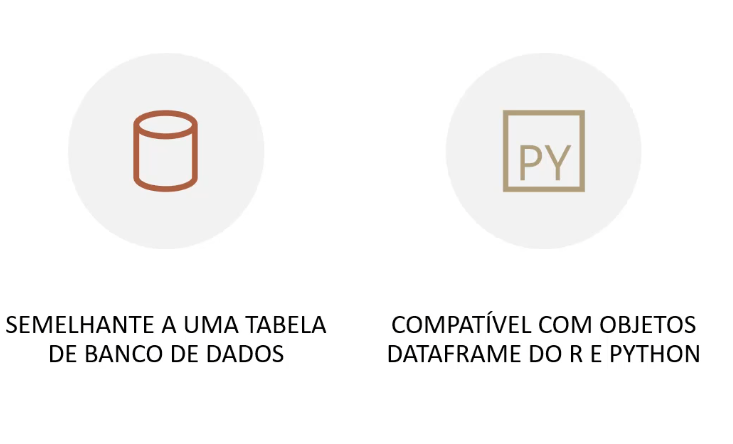 PY
SEMELHANTE A UMA TABELA
DE BANCO DE DADOS
COMPATÍVEL COM OBJETOS
DATAFRAME DO R E PYTHON